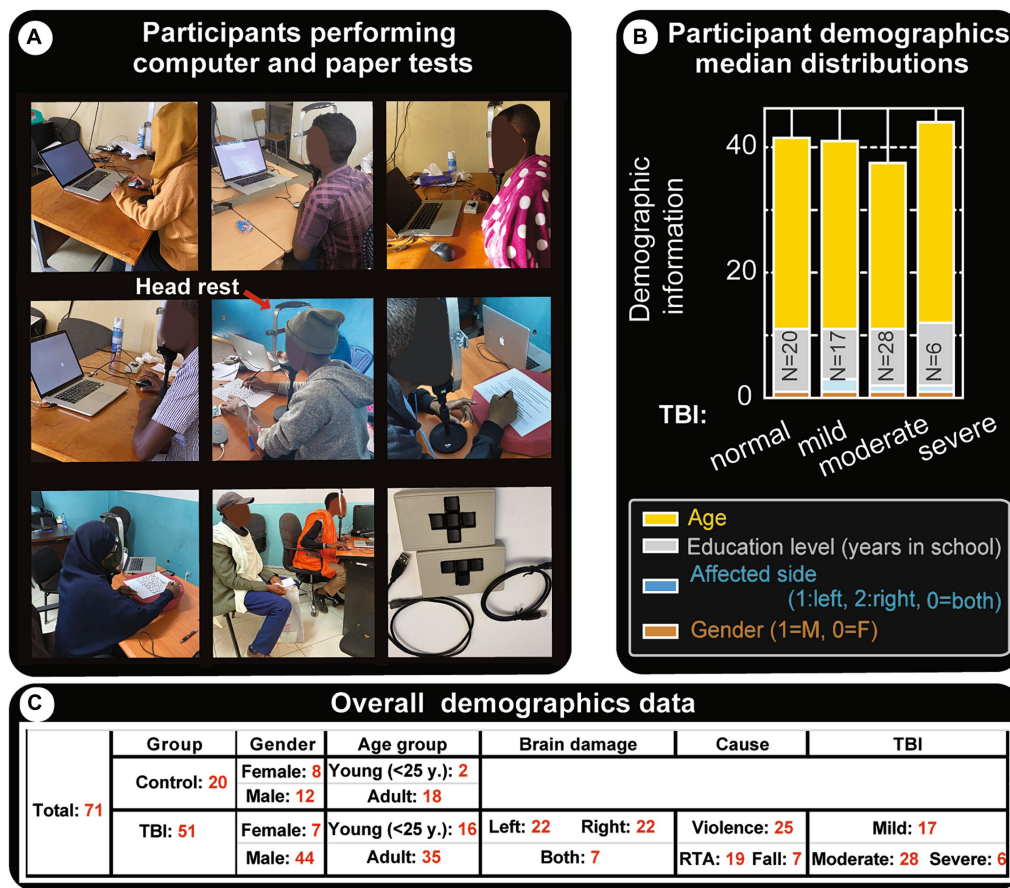 A
Participants performing
computer and paper tests
Head rest
B
Participant demographics
median distributions
Demographic
information
40
20
0
N=20
N=17
N=28
N=6
TBI:
normal
mild
moderate
severe
Age
Education level (years in school)
Affected side
(1:left, 2:right, 0=both)
Gender (1=M, 0=F)
C
Overall demographics data
Group Gender Age group Brain damage Cause TBI
Total: 71
Control: 20
Female: 8 Young (<25 y.): 2
Male: 12 Adult: 18
TBI: 51
Female: 7 Young (<25 y.): 16 Left: 22 Right: 22 Violence: 25 Mild: 17
Male: 44 Adult: 35 Both: 7 RTA: 19 Fall: 7 Moderate: 28 Severe: 6